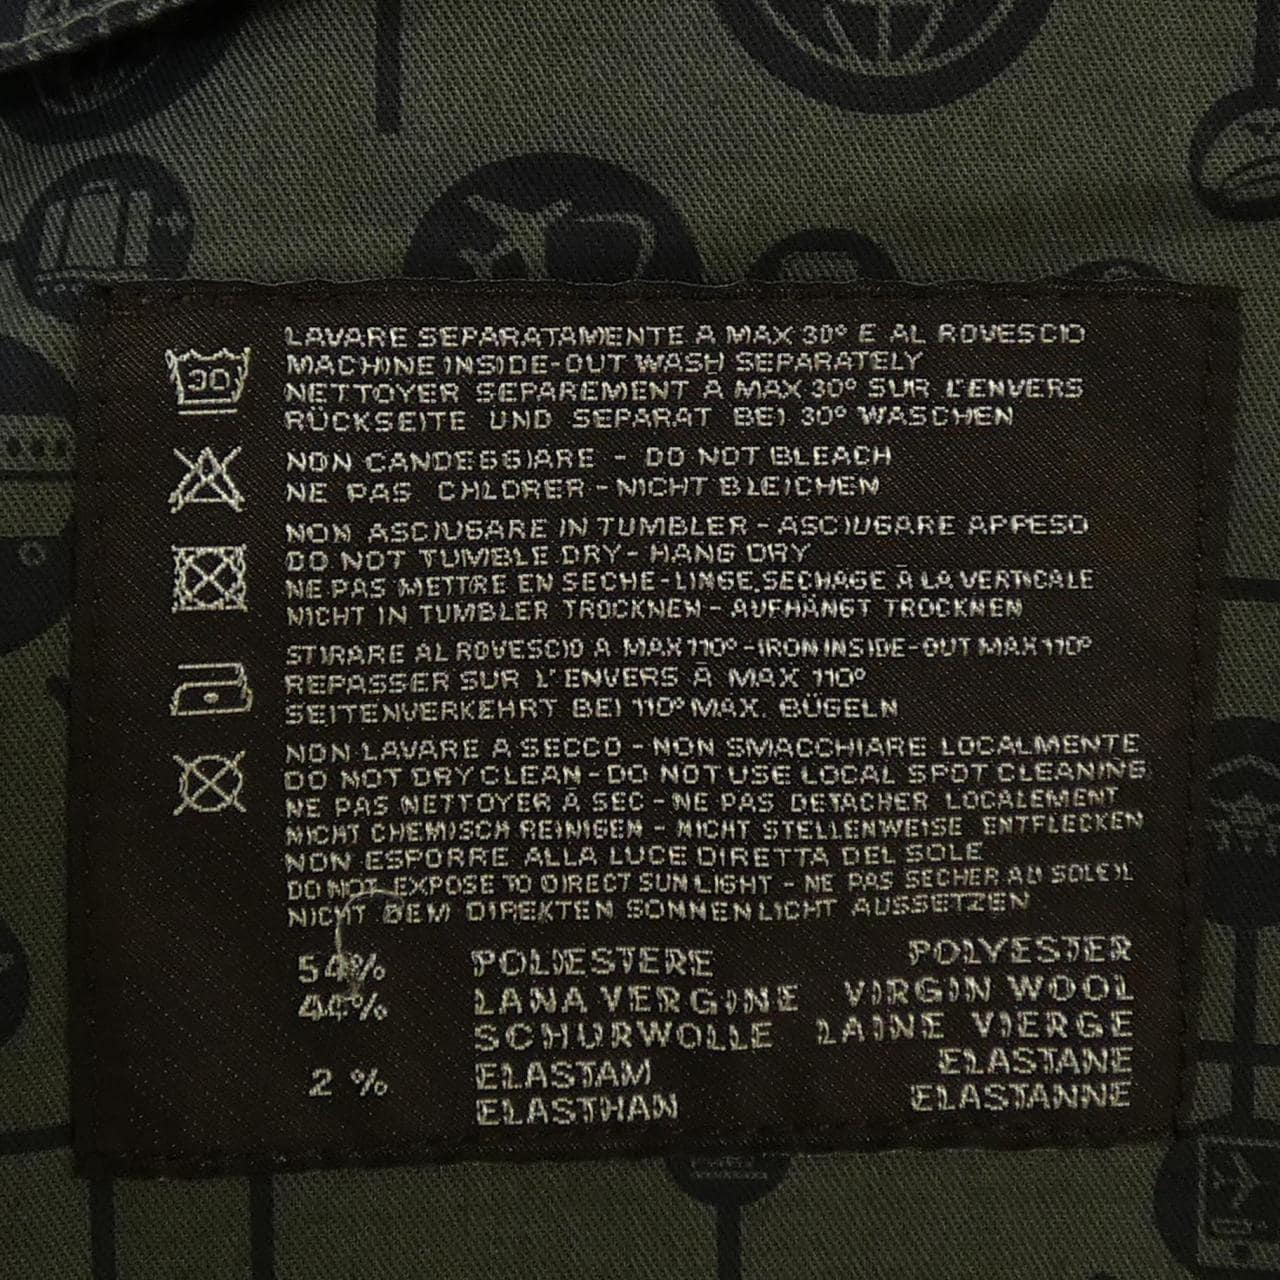 30
LAVARE SEPARATAMENTE A MAX 30° E AL ROVESCIO
MACHINE INSIDE-OUT WASH SEPARATELY
NETTOYER SEPAREMENT A MAX 30° SUR L'ENVERS
RÜCKSEITE UND SEPARAT BEI 30° WASCHEN
NON CANDEGGIARE - DO NOT BLEACH
NE PAS CHLORER - NICHT BLEICHEN
NON ASCIUGARE IN TUMBLER - ASCIUGARE APPESO
DO NOT TUMBLE DRY - HANG DRY
NE PAS METTRE EN SECHE-LINGE, SECHAGE À LA VERTICALE
NICHT IN TUMBLER TROCKNEN - AUFHÄNGT TROCKNEN
STIRARE AL ROVESCIO A MAX 110° - IRON INSIDE-OUT MAX 110°
REPASSER SUR L'ENVERS À MAX 110°
SEITENVERKEHRT BEI 110° MAX. BÜGELN
NON LAVARE A SECCO - NON SMACCHIARE LOCALMENTE
DO NOT DRY CLEAN - DO NOT USE LOCAL SPOT CLEANING
NE PAS NETTOYER À SEC - NE PAS DETACHER LOCALEMENT
NICHT CHEMISCH REINIGEN - NICHT STELLENWEISE ENTFLECKEN
NON ESPORRE ALLA LUCE DIRETTA DEL SOLE
DO NOT EXPOSE TO DIRECT SUN LIGHT - NE PAS SECHER AU SOLEIL
NICHT DEM DIREKTEN SONNENLICHT AUSSETZEN
54% POLIESTERE POLYESTER
44% LANA VERGINE VIRGIN WOOL
SCHURWOLLE LAINE VIERGE
2 % ELASTAM ELASTANE
ELASTHAN ELASTANNE